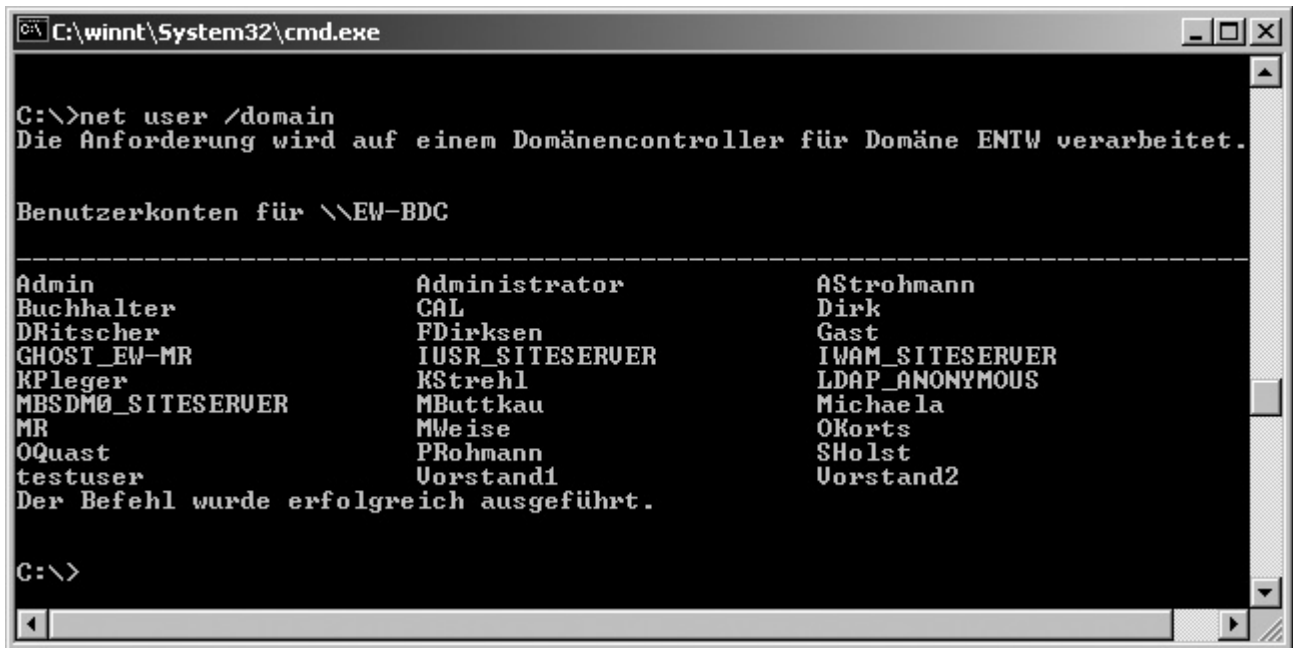 C:\winnt\System32\cmd.exe
C:\>net user /domain
Die Anforderung wird auf einem Domänencontroller für Domäne ENTW verarbeitet.
Benutzerkonten für \\EW-BDC
-------------------------------------------------------------------------------
Admin Administrator AStrohmann
Buchhalter CAL Dirk
DRitscher FDirksen Gast
GHOST_EW-MR IUSR_SITESERVER IWAM_SITESERVER
KPleger KStrehl LDAP_ANONYMOUS
MBSDM0_SITESERVER MButtkau Michaela
MR MWeise OKorts
OQuast PRohmann SHolst
testuser Vorstand1 Vorstand2
Der Befehl wurde erfolgreich ausgeführt.
C:\>